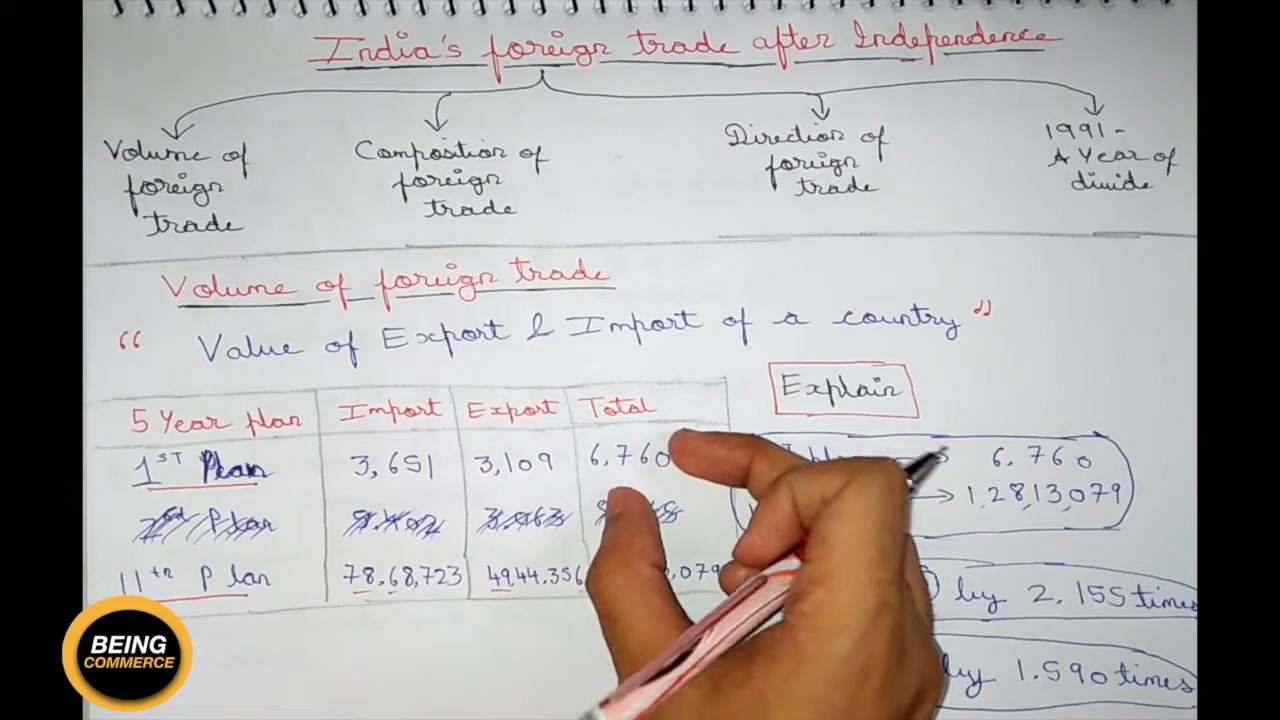 India's foreign trade after Independence
Volume of
foreign
trade
Composition of
foreign
trade
Direction of
foreign
trade
1991-
A Year of
divide
Volume of foreign trade
“ Value of Export & Import of a country ”
5 Year plan Import Export Total
1ST Plan 3,651 3,109 6,760
11th Plan 78,68,723 4944,356 ,079
Explain
→ 6,760
→ 1,28,13,079
by 2,155 times
by 1.590 times
BEING
COMMERCE